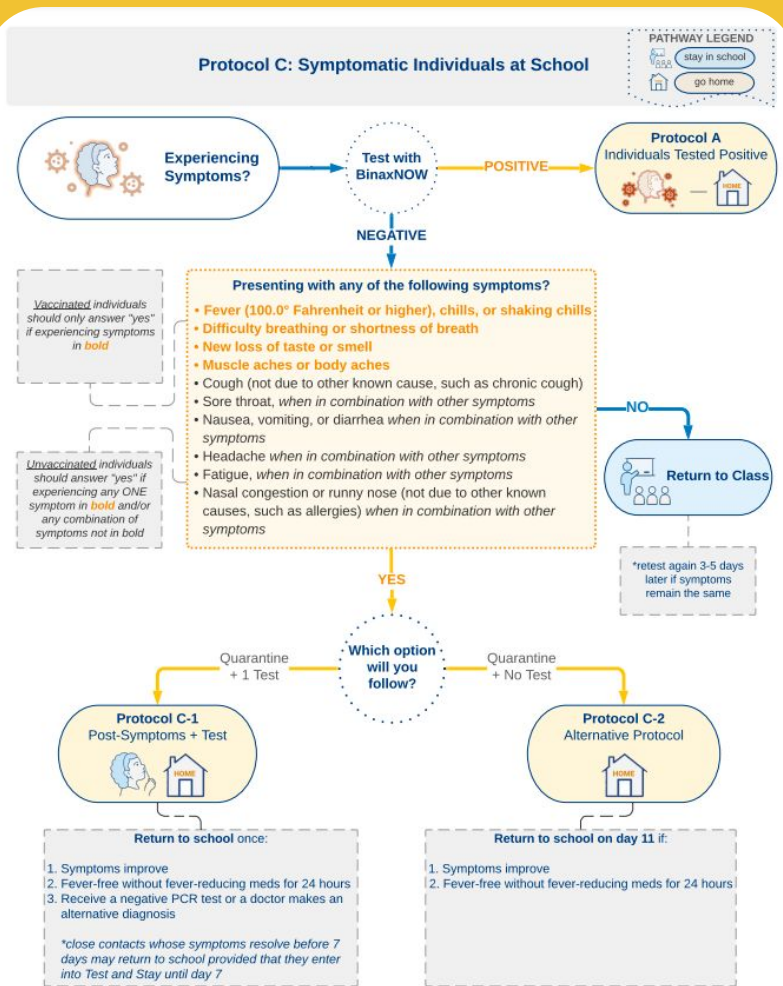 Protocol C: Symptomatic Individuals at School
PATHWAY LEGEND
stay in school
go home
Experiencing
Symptoms?
Test with
BinaxNOW
POSITIVE
Protocol A
Individuals Tested Positive
HOME
NEGATIVE
Vaccinated individuals
should only answer "yes"
if experiencing symptoms
in bold
Unvaccinated individuals
should answer "yes" if
experiencing any ONE
symptom in bold and/or
any combination of
symptoms not in bold
Presenting with any of the following symptoms?
• Fever (100.0° Fahrenheit or higher), chills, or shaking chills
• Difficulty breathing or shortness of breath
• New loss of taste or smell
• Muscle aches or body aches
• Cough (not due to other known cause, such as chronic cough)
• Sore throat, when in combination with other symptoms
• Nausea, vomiting, or diarrhea when in combination with other
symptoms
• Headache when in combination with other symptoms
• Fatigue, when in combination with other symptoms
• Nasal congestion or runny nose (not due to other known
causes, such as allergies) when in combination with other
symptoms
NO
Return to Class
*retest again 3-5 days
later if symptoms
remain the same
YES
Which option
will you
follow?
Quarantine
+ 1 Test
Quarantine
+ No Test
Protocol C-1
Post-Symptoms + Test
HOME
Return to school once:
1. Symptoms improve
2. Fever-free without fever-reducing meds for 24 hours
3. Receive a negative PCR test or a doctor makes an
alternative diagnosis
*close contacts whose symptoms resolve before 7
days may return to school provided that they enter
into Test and Stay until day 7
Protocol C-2
Alternative Protocol
HOME
Return to school on day 11 if:
1. Symptoms improve
2. Fever-free without fever-reducing meds for 24 hours